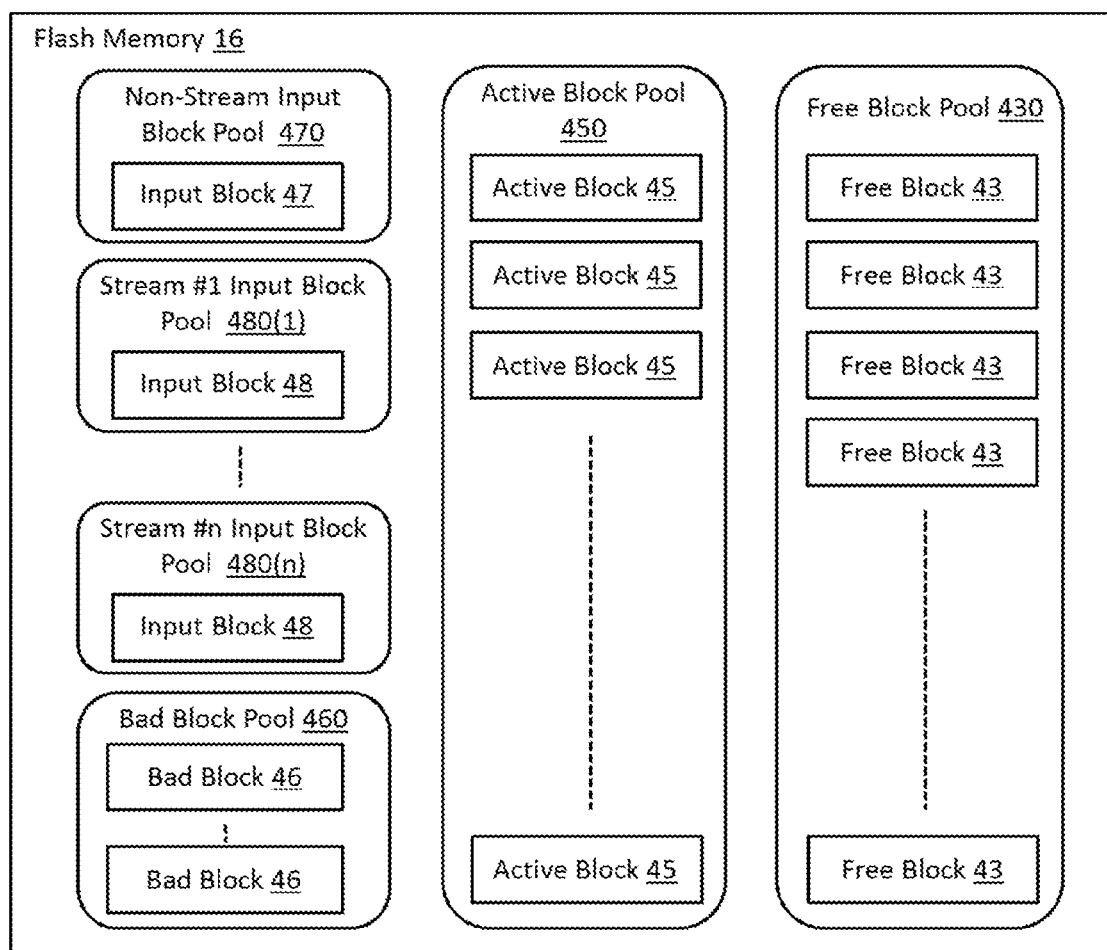 Flash Memory 16
Non-Stream Input
Block Pool 470
Input Block 47
Stream #1 Input Block
Pool 480(1)
Input Block 48
Stream #n Input Block
Pool 480(n)
Input Block 48
Bad Block Pool 460
Bad Block 46
Bad Block 46
Active Block Pool
450
Active Block 45
Active Block 45
Active Block 45
Active Block 45
Free Block Pool 430
Free Block 43
Free Block 43
Free Block 43
Free Block 43
Free Block 43